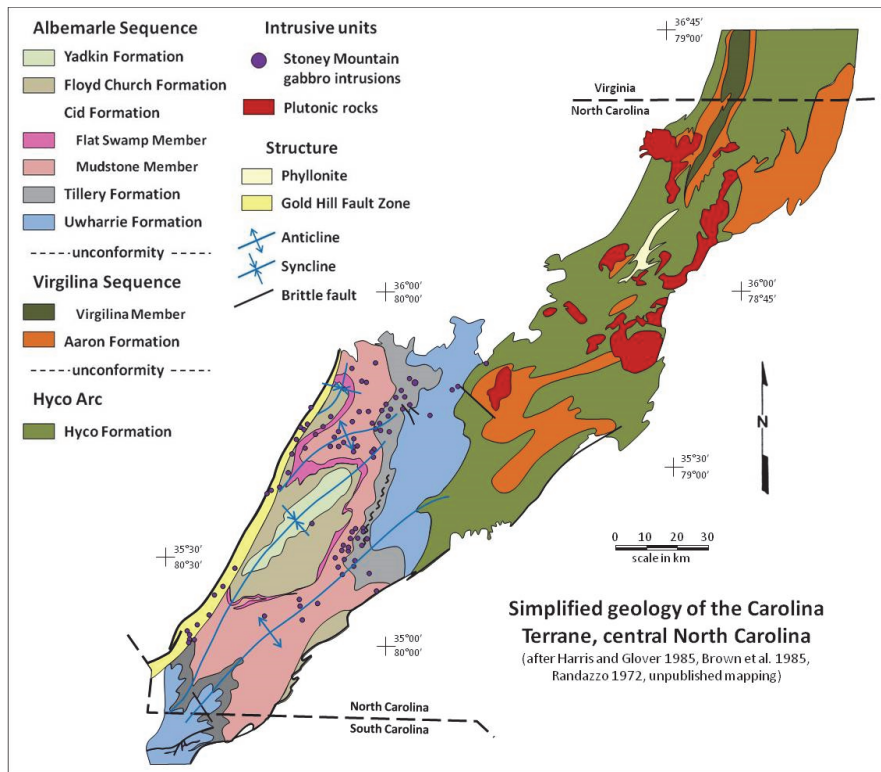 Albemarle Sequence
Yadkin Formation
Floyd Church Formation
Cid Formation
Flat Swamp Member
Mudstone Member
Tillery Formation
Uwharrie Formation
-----unconformity-----
Virgilina Sequence
Virgilina Member
Aaron Formation
-----unconformity-----
Hyco Arc
Hyco Formation
Intrusive units
Stoney Mountain
gabbro intrusions
Plutonic rocks
Structure
Phyllonite
Gold Hill Fault Zone
Anticline
Syncline
Brittle fault
36°45’
79°00’
Virginia
North Carolina
36°00’
80°00’
36°00’
78°45’
N
35°30’
79°00’
35°30’
80°30’
0 10 20 30
scale in km
35°00’
80°00’
Simplified geology of the Carolina
Terrane, central North Carolina
(after Harris and Glover 1985, Brown et al. 1985,
Randazzo 1972, unpublished mapping)
North Carolina
South Carolina